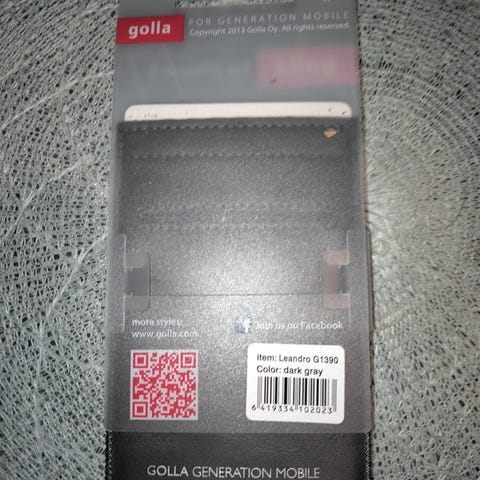 golla
FOR GENERATION MOBILE
Copyright 2013 Golla Oy. All rights reserved.
more styles:
www.golla.com
Join us on Facebook
item: Leandro G1390
Color: dark gray
6 419334 102023
GOLLA GENERATION MOBILE